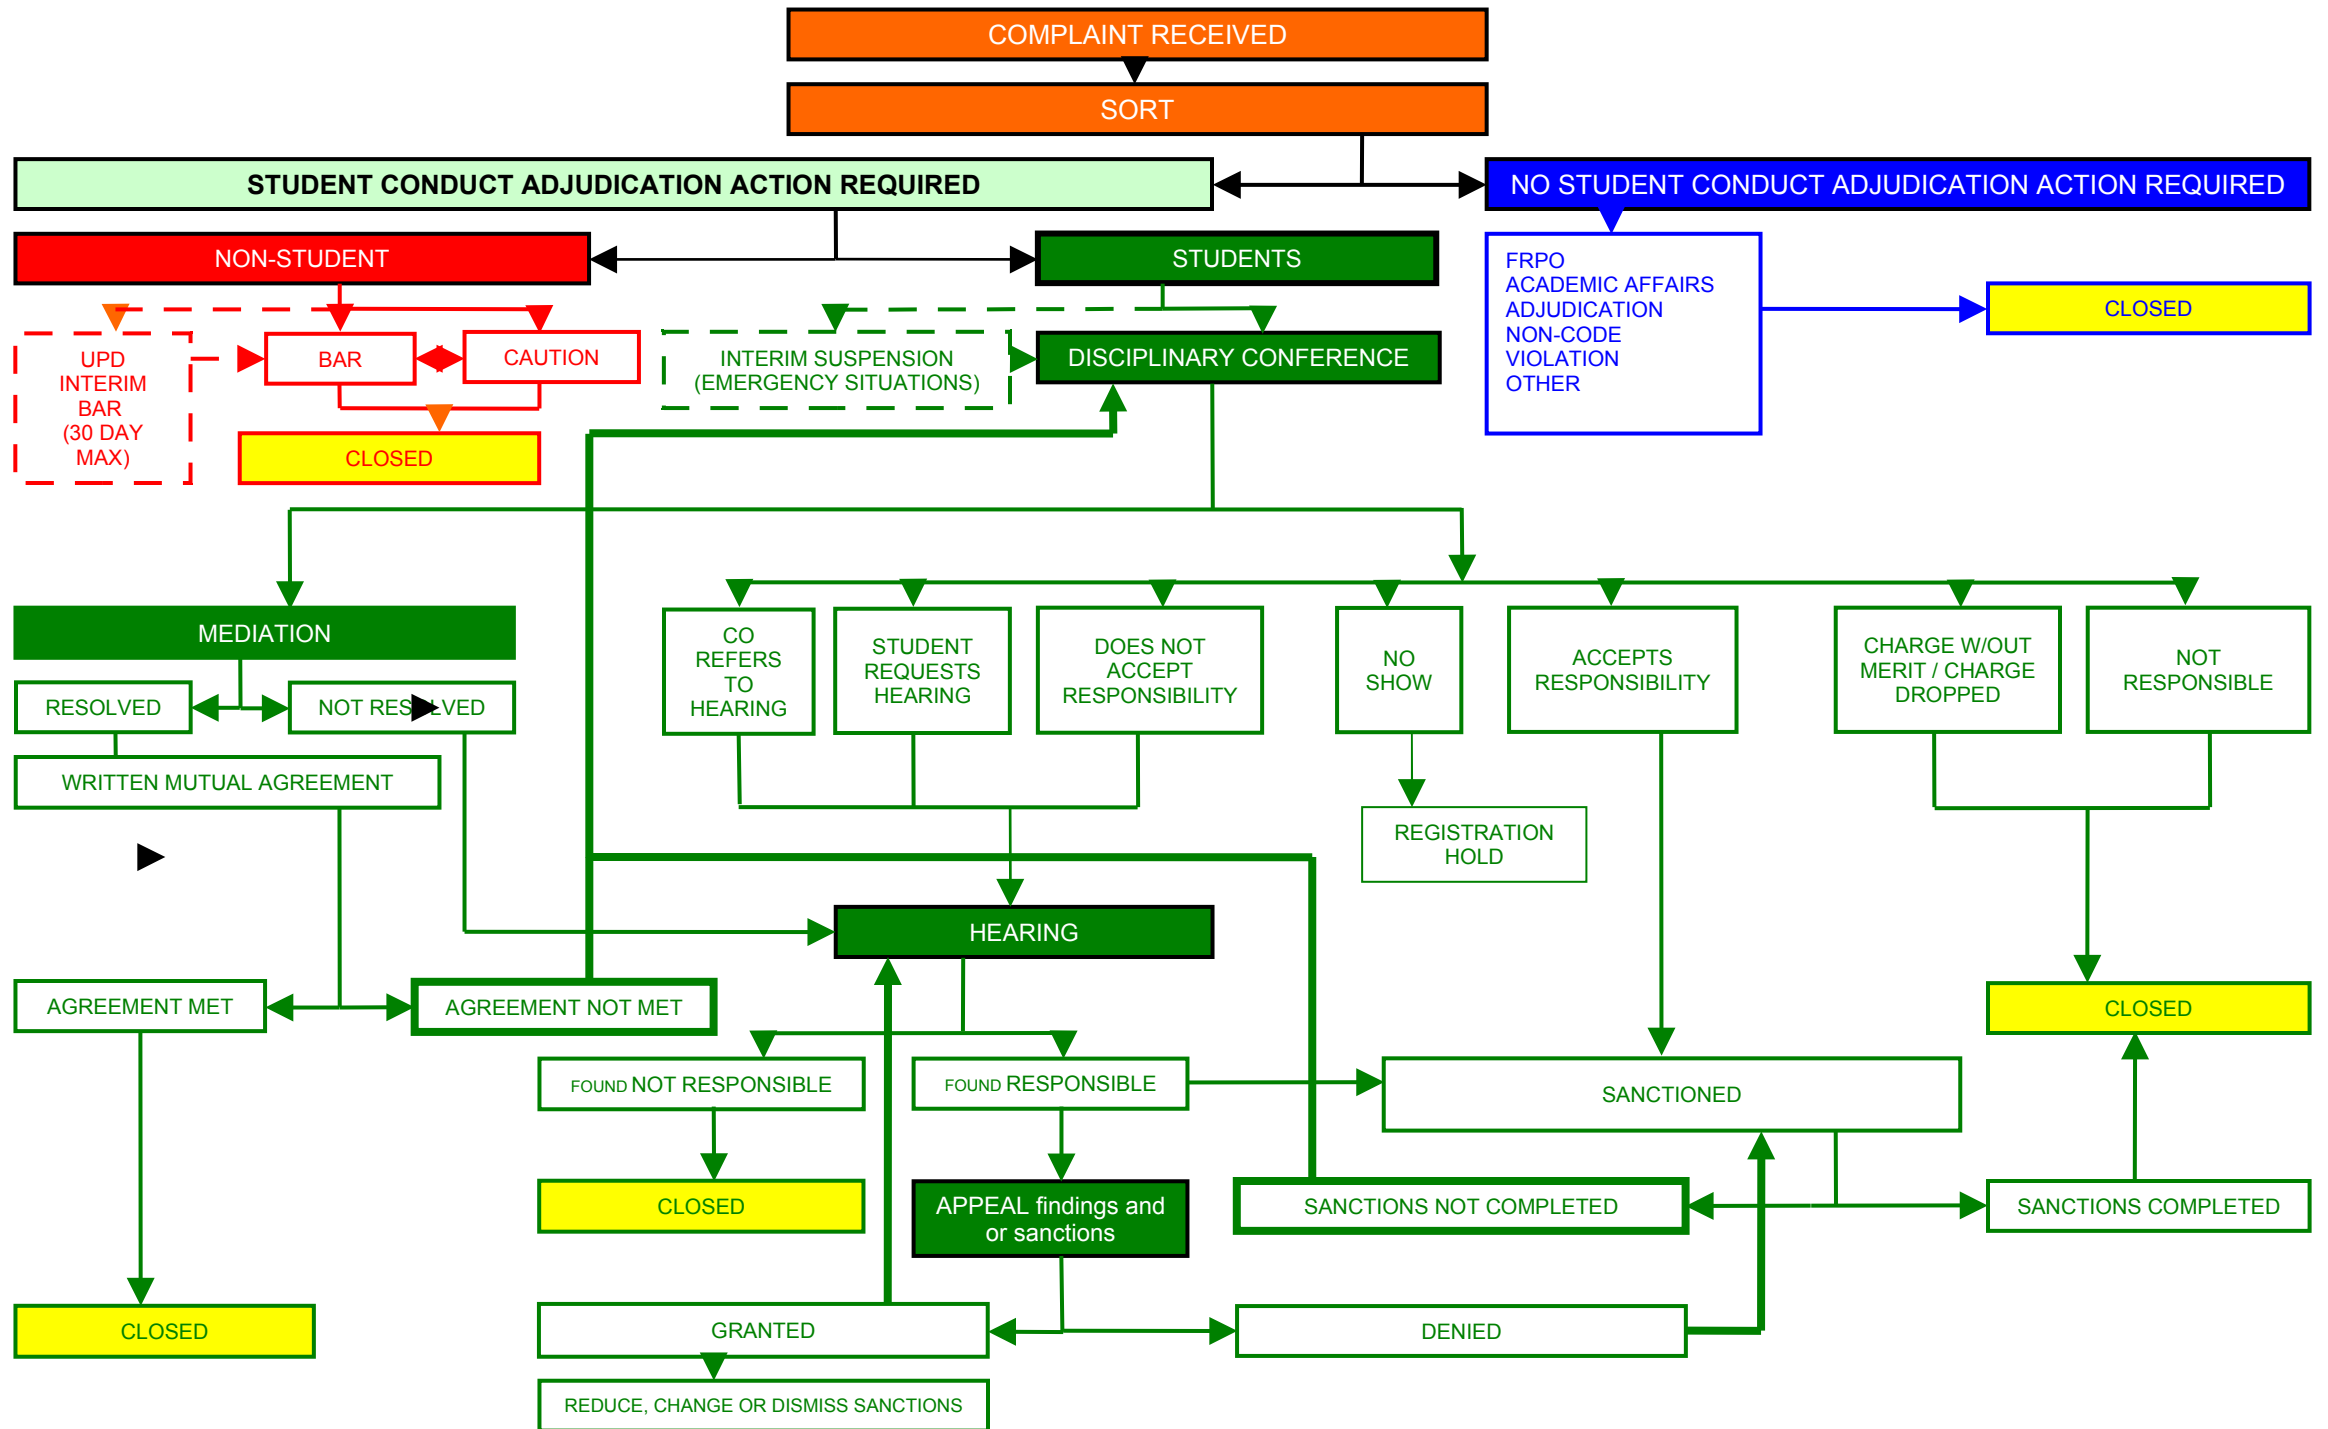 COMPLAINT RECEIVED
SORT
STUDENT CONDUCT ADJUDICATION ACTION REQUIRED
NO STUDENT CONDUCT ADJUDICATION ACTION REQUIRED
NON-STUDENT
STUDENTS
FRPO
ACADEMIC AFFAIRS
ADJUDICATION
NON-CODE
VIOLATION
OTHER
CLOSED
UPD
INTERIM
BAR
(30 DAY
MAX)
BAR
CAUTION
INTERIM SUSPENSION
(EMERGENCY SITUATIONS)
DISCIPLINARY CONFERENCE
CLOSED
MEDIATION
CO
REFERS
TO
HEARING
STUDENT
REQUESTS
HEARING
DOES NOT
ACCEPT
RESPONSIBILITY
NO
SHOW
ACCEPTS
RESPONSIBILITY
CHARGE W/OUT
MERIT / CHARGE
DROPPED
NOT
RESPONSIBLE
RESOLVED
NOT RESOLVED
WRITTEN MUTUAL AGREEMENT
REGISTRATION
HOLD
HEARING
AGREEMENT MET
AGREEMENT NOT MET
CLOSED
FOUND NOT RESPONSIBLE
FOUND RESPONSIBLE
SANCTIONED
CLOSED
APPEAL findings and
or sanctions
SANCTIONS NOT COMPLETED
SANCTIONS COMPLETED
CLOSED
GRANTED
DENIED
REDUCE, CHANGE OR DISMISS SANCTIONS